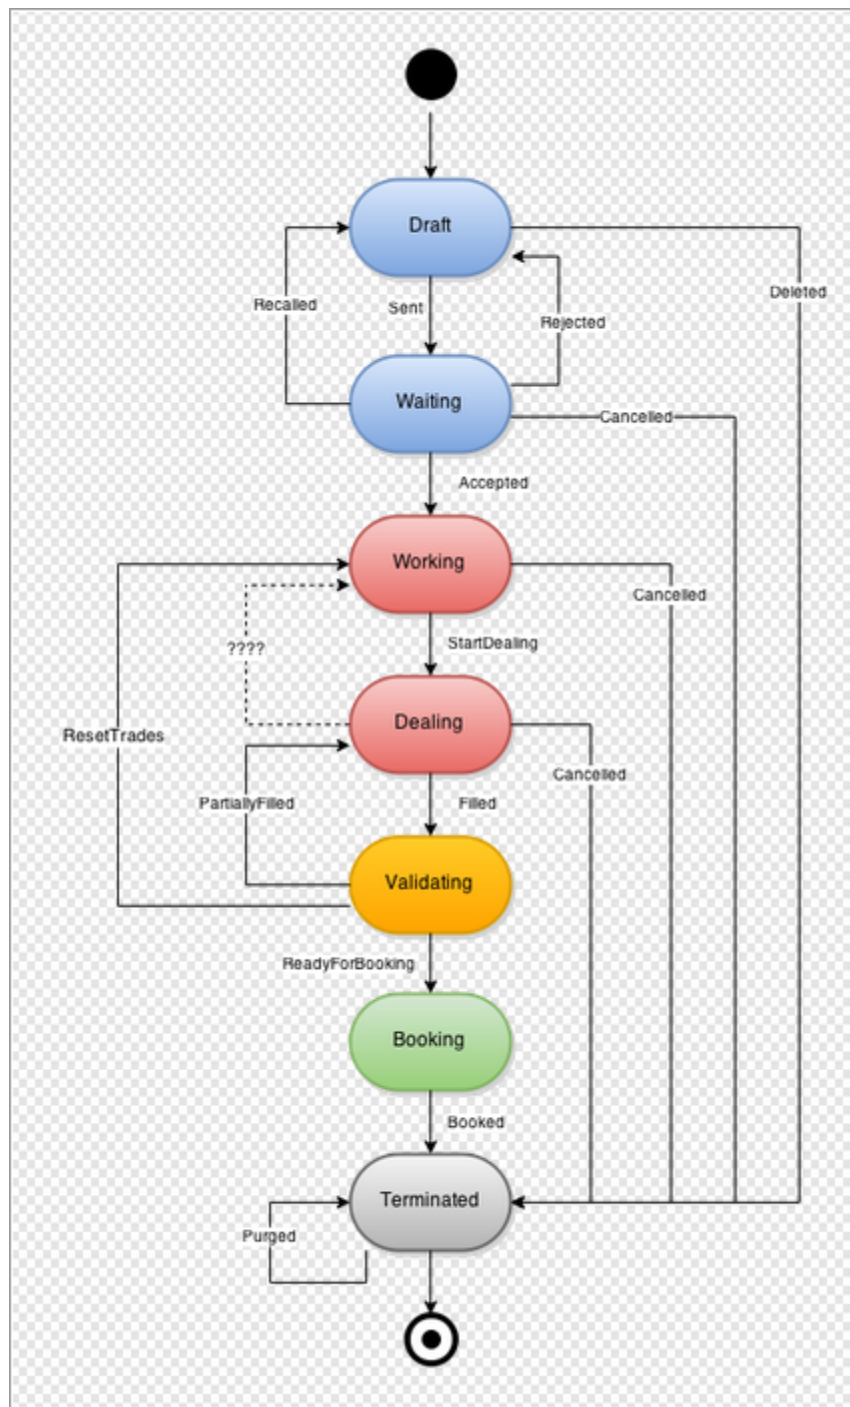 Draft
Deleted
Recalled
Sent
Rejected
Waiting
Cancelled
Accepted
Working
Cancelled
StartDealing
????
Dealing
ResetTrades
Cancelled
PartiallyFilled
Filled
Validating
ReadyForBooking
Booking
Booked
Terminated
Purged